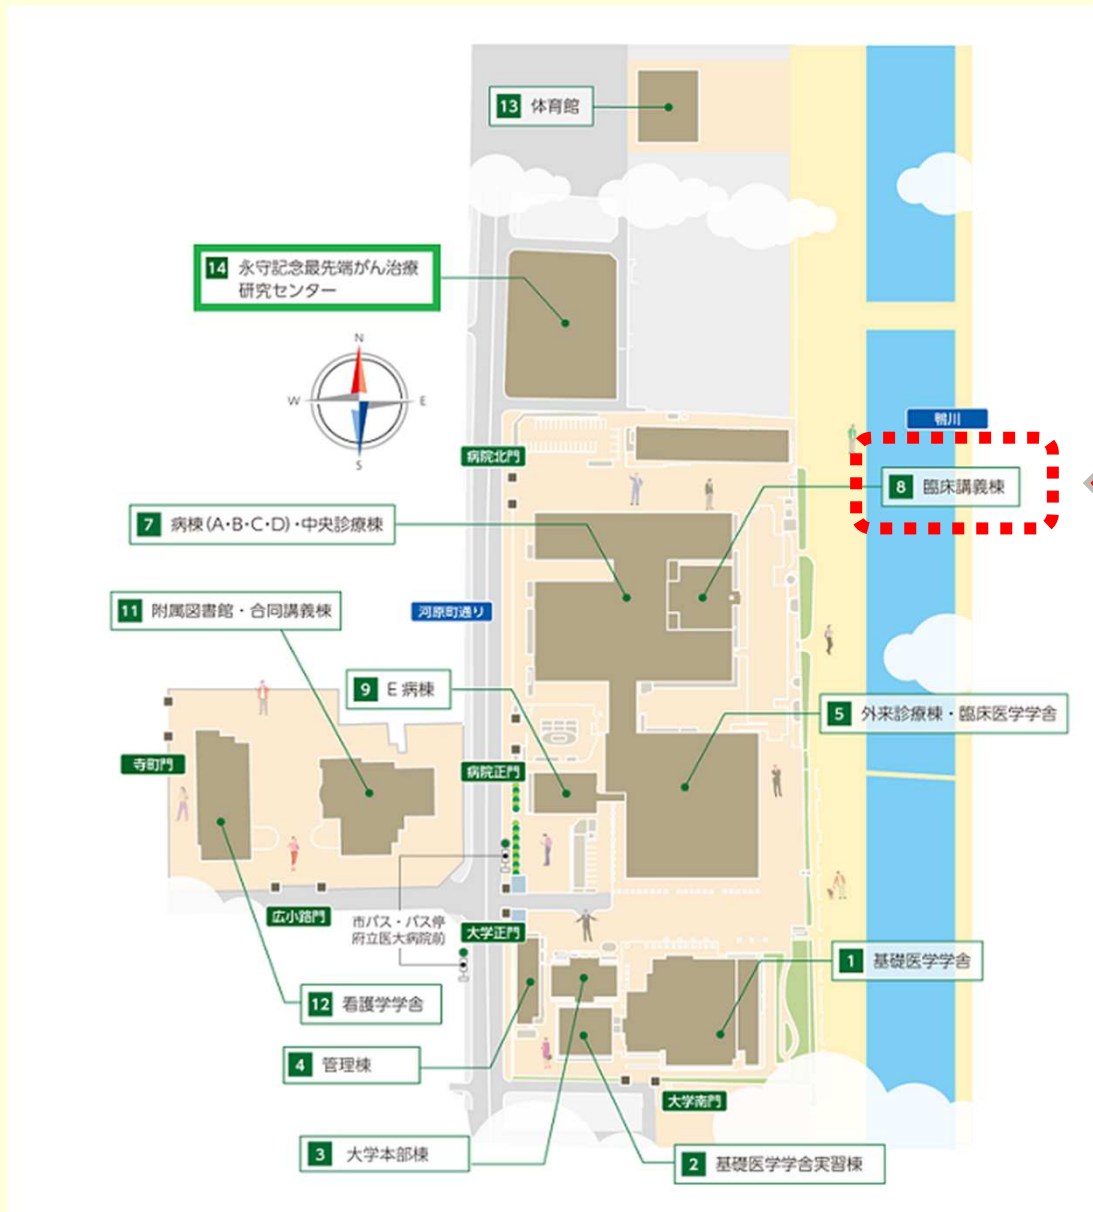 13 体育館
14 永守記念最先端がん治療
研究センター
N
W E
S
鴨川
病院北門
8 臨床講義棟
7 病棟(A・B・C・D)・中央診療棟
11 附属図書館・合同講義棟
河原町通り
9 E 病棟
5 外来診療棟・臨床医学学舎
寺町門
病院正門
広小路門
市バス・バス停
府立医大病院前
大学正門
1 基礎医学学舎
12 看護学学舎
4 管理棟
大学南門
3 大学本部棟
2 基礎医学学舎実習棟